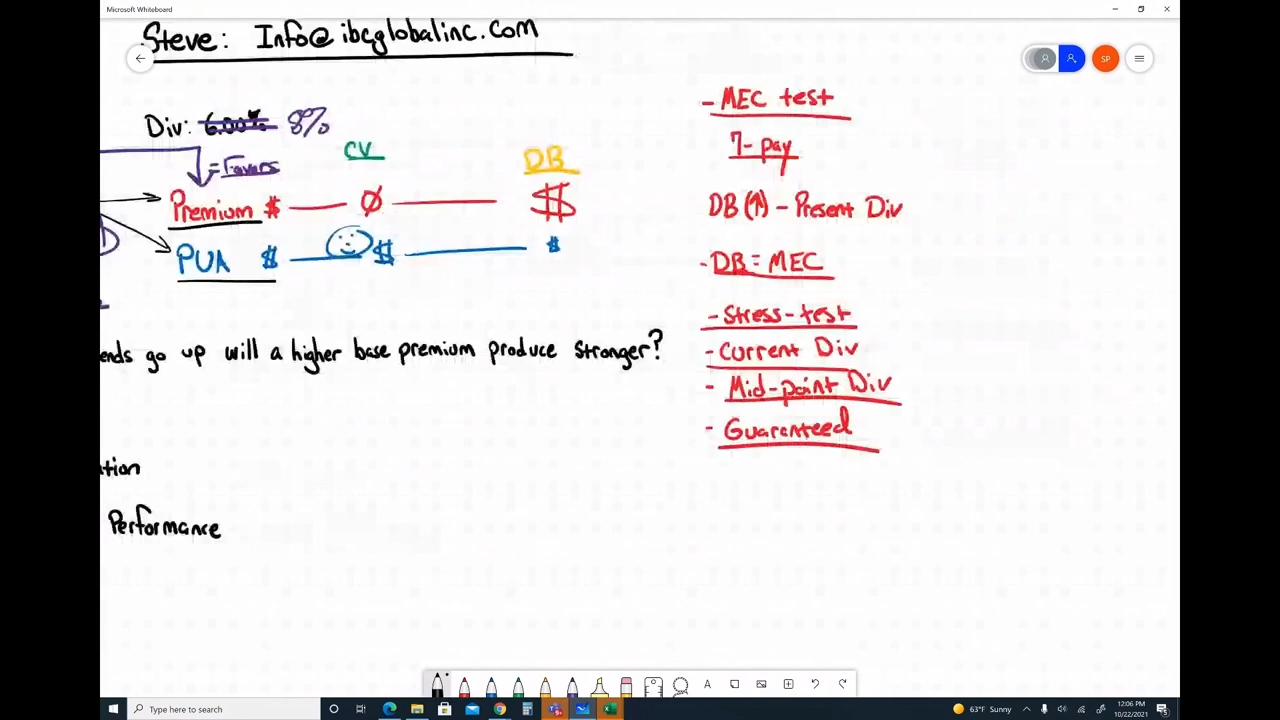 Microsoft Whiteboard
Steve: Info@ibcglobalinc.com
Div: 6.00% 8%
= Favors
CV
DB
Premium $ Ø $
PUA $ $ $
ends go up will a higher base premium produce stronger?
ation
Performance
- MEC test
7-pay
DB(↑) - Present Div
- DB = MEC
- Stress-test
- Current Div
- Mid-point Div
- Guaranteed
SP
Type here to search
63°F Sunny
12:06 PM
10/22/2021